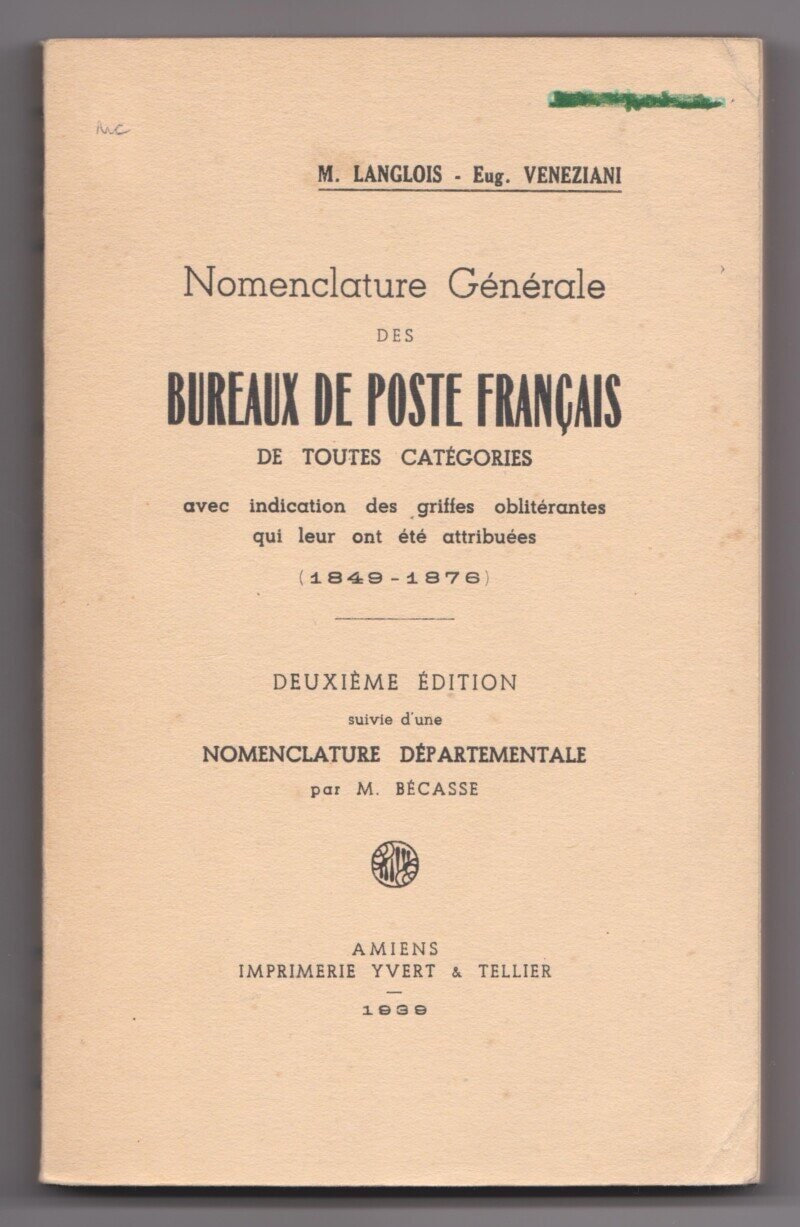 M. LANGLOIS - Eug. VENEZIANI
Nomenclature Générale
DES
BUREAUX DE POSTE FRANÇAIS
DE TOUTES CATÉGORIES
avec indication des griffes oblitérantes
qui leur ont été attribuées
(1849-1876)
DEUXIÈME ÉDITION
suivie d'une
NOMENCLATURE DÉPARTEMENTALE
par M. BÉCASSE
AMIENS
IMPRIMERIE YVERT & TELLIER
1939